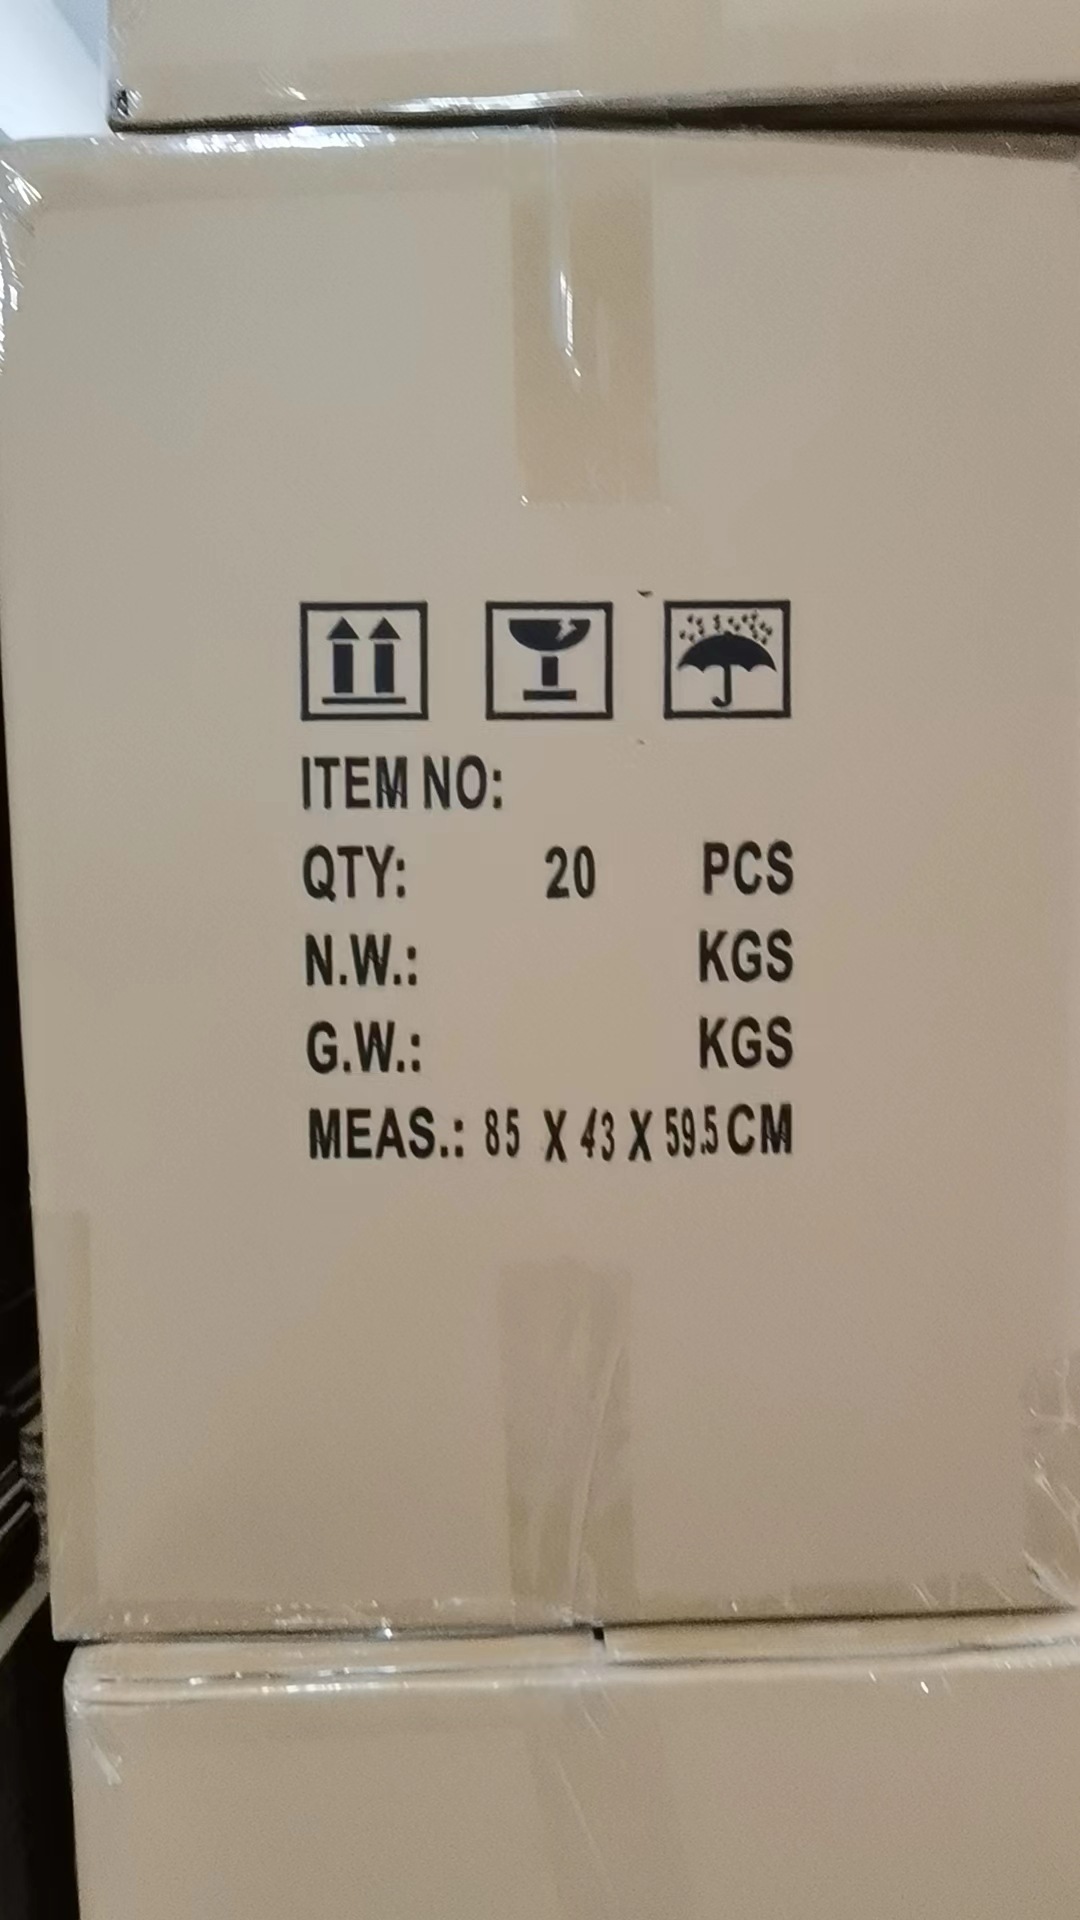 ITEM NO:
QTY: 20 PCS
N.W.: KGS
G.W.: KGS
MEAS.: 85 X 43 X 59.5 CM